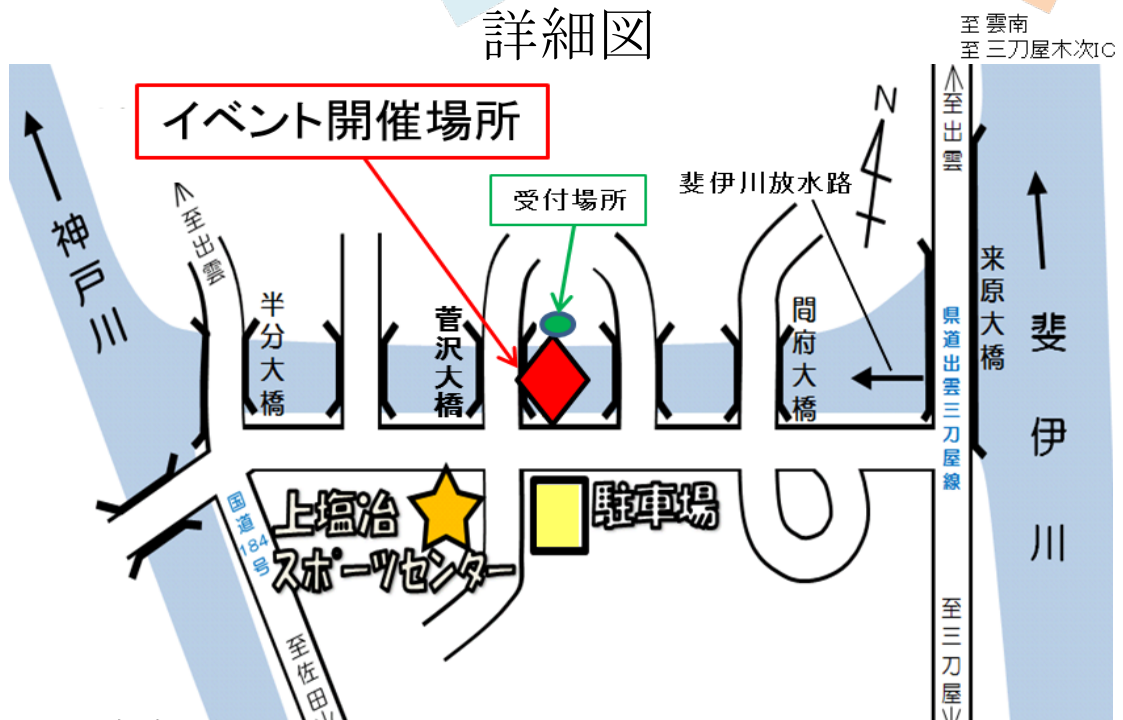 詳細図
至 雲南
至 三刀屋木次IC
イベント開催場所
N
至出雲
受付場所
斐伊川放水路
至出雲
神戸川
半分大橋
菅沢大橋
間府大橋
来原大橋
県道出雲三刀屋線
斐伊川
上塩冶
スポーツセンター
駐車場
国道184号
至佐田
至三刀屋